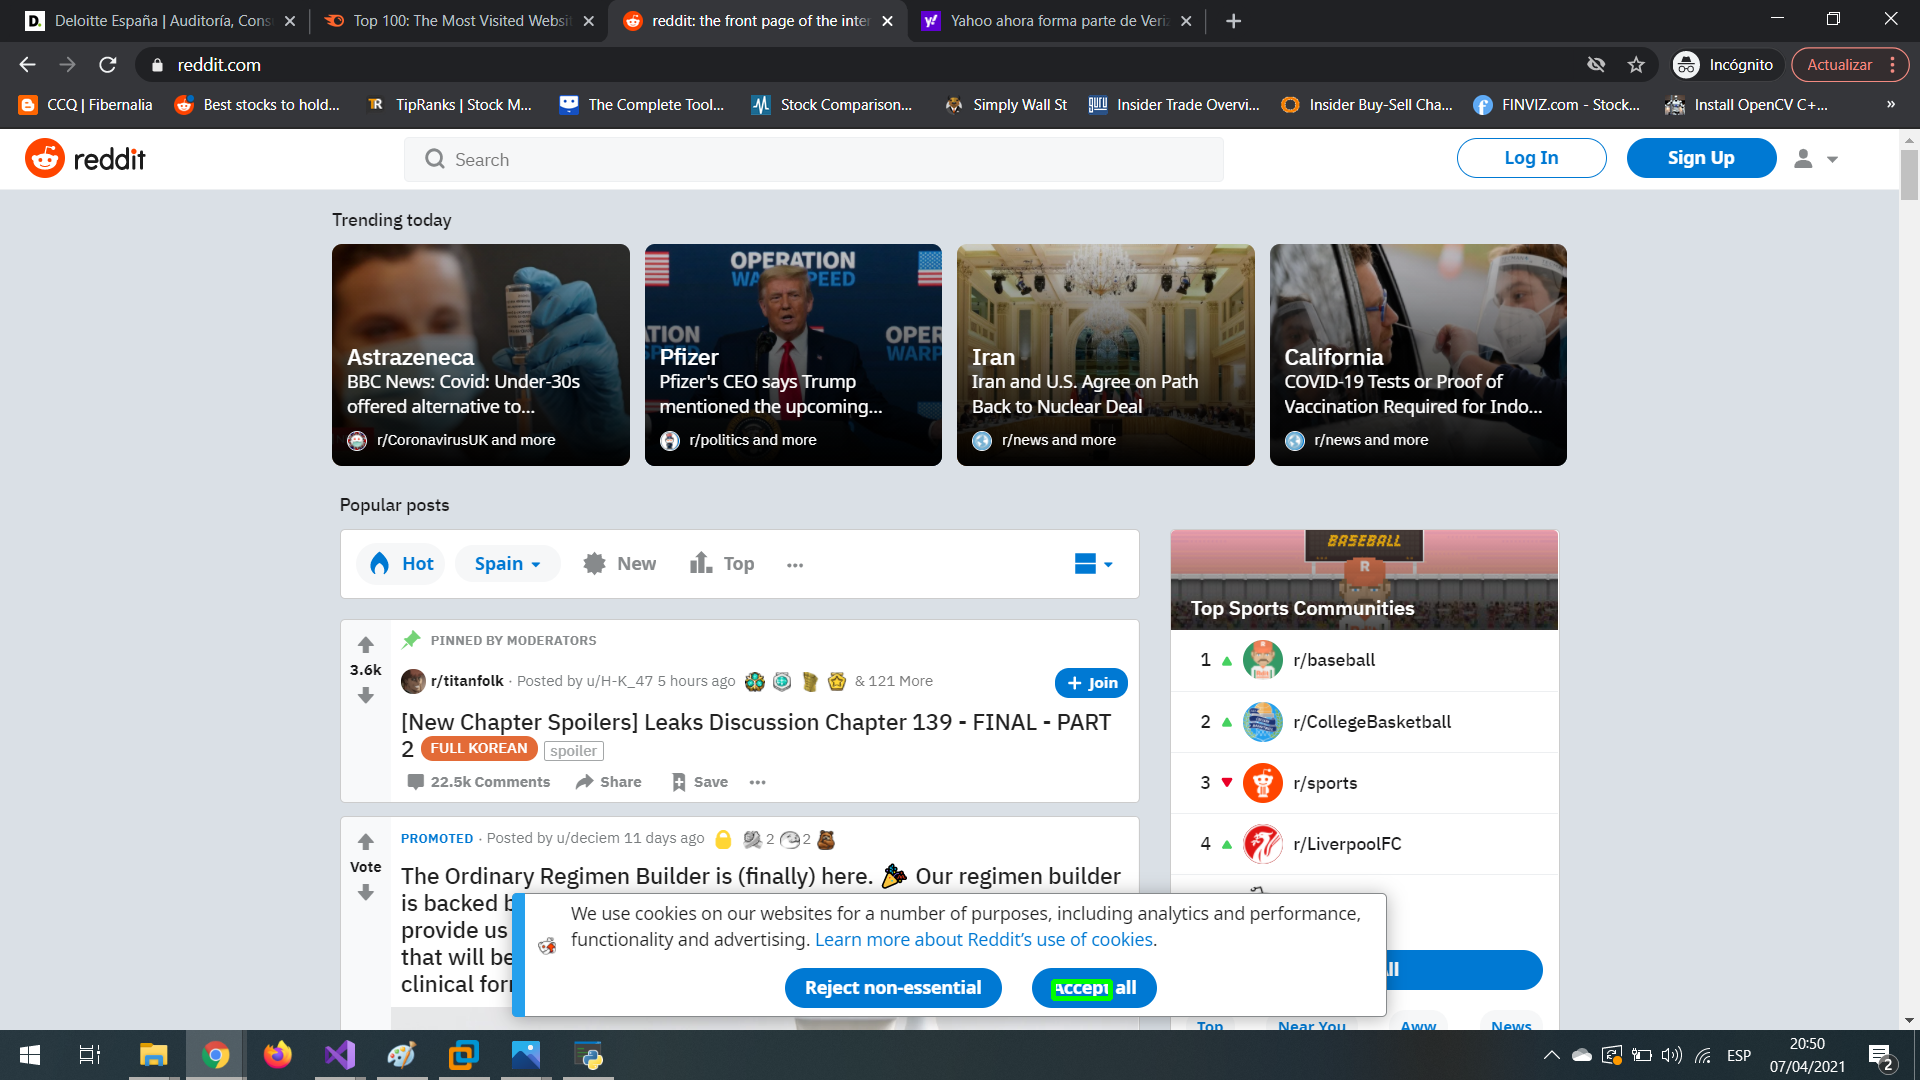 Deloitte España | Auditoría, Cons
Top 100: The Most Visited Websit
reddit: the front page of the inter
Yahoo ahora forma parte de Veriz
reddit.com
Incógnito
Actualizar
CCQ | Fibernalia
Best stocks to hold...
TipRanks | Stock M...
The Complete Tool...
Stock Comparison...
Simply Wall St
Insider Trade Overvi...
Insider Buy-Sell Cha...
FINVIZ.com - Stock...
Install OpenCV C+...
»
reddit
Search
Log In
Sign Up
Trending today
OPERATION
WARP SPEED
Astrazeneca
BBC News: Covid: Under-30s
offered alternative to...
r/CoronavirusUK and more
Pfizer
Pfizer's CEO says Trump
mentioned the upcoming...
r/politics and more
Iran
Iran and U.S. Agree on Path
Back to Nuclear Deal
r/news and more
California
COVID-19 Tests or Proof of
Vaccination Required for Indo...
r/news and more
Popular posts
Hot
Spain
New
Top
...
BASEBALL
Top Sports Communities
1 r/baseball
2 r/CollegeBasketball
3 r/sports
4 r/LiverpoolFC
PINNED BY MODERATORS
3.6k
r/titanfolk · Posted by u/H-K_47 5 hours ago & 121 More
Join
[New Chapter Spoilers] Leaks Discussion Chapter 139 - FINAL - PART
2 FULL KOREAN spoiler
22.5k Comments Share Save ...
PROMOTED · Posted by u/deciem 11 days ago 2 2
Vote
The Ordinary Regimen Builder is (finally) here. Our regimen builder
is backed
provide us
that will be
clinical for
We use cookies on our websites for a number of purposes, including analytics and performance,
functionality and advertising. Learn more about Reddit's use of cookies.
Reject non-essential
Accept all
Top
Near You
Aww
News
ESP
20:50
07/04/2021
2